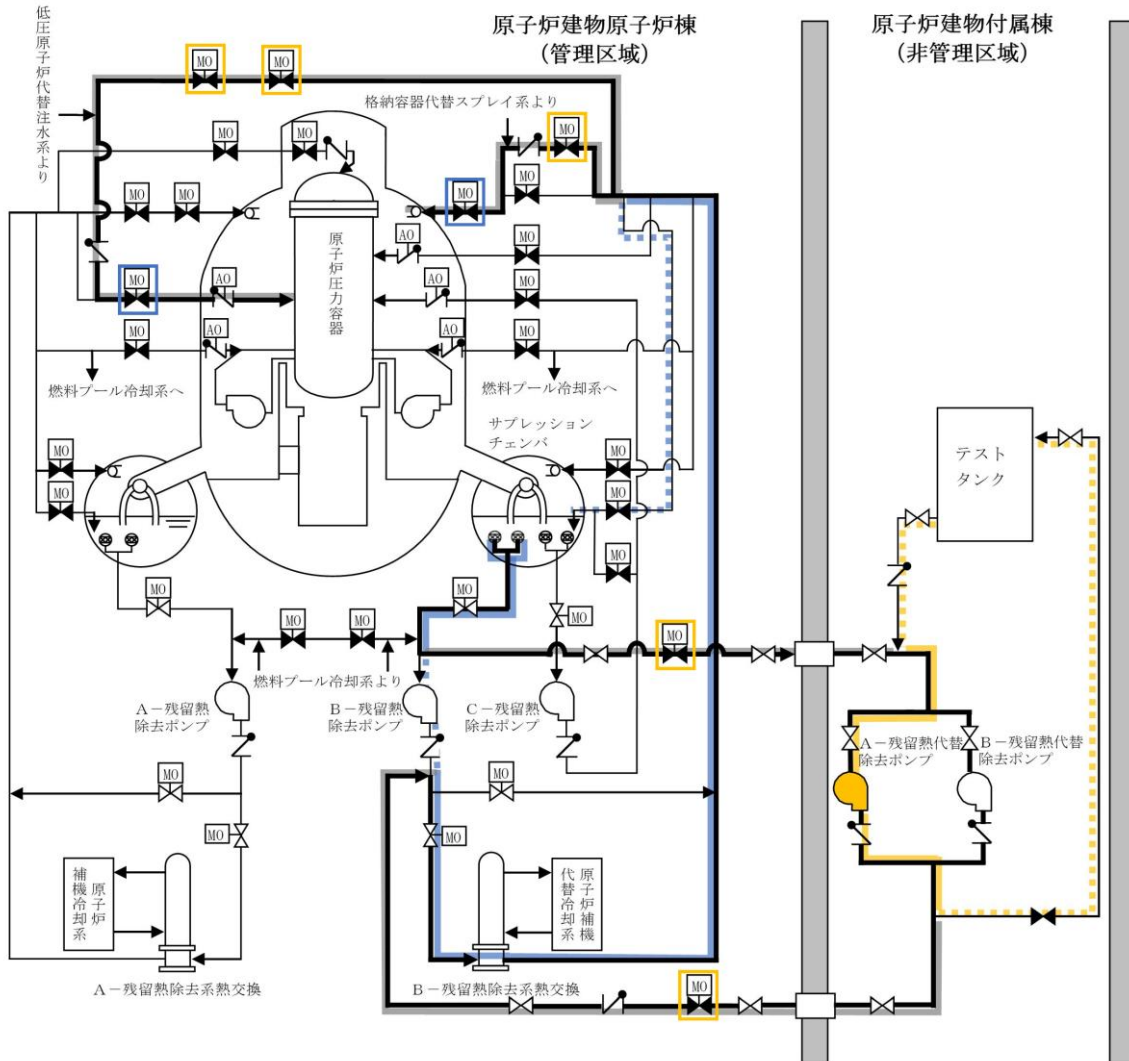 原子炉建物原子炉棟
（管理区域）
原子炉建物付属棟
（非管理区域）
低圧原子炉代替
注水系より
MO
MO
格納容器代替スプレイ系より
MO
MO
MO
MO
MO
MO
MO
AO
MO
原子炉圧力容器
MO
AO
AO
MO
MO
AO
AO
MO
燃料プール冷却系へ
燃料プール冷却系へ
サプレッション
チェンバ
テスト
タンク
MO
MO
MO
MO
MO
MO
MO
MO
MO
MO
MO
燃料プール冷却系より
A－残留熱
除去ポンプ
B－残留熱
除去ポンプ
C－残留熱
除去ポンプ
A－残留熱代替
除去ポンプ
B－残留熱代替
除去ポンプ
MO
MO
MO
MO
原子炉
補機冷却系
原子炉補機
代替冷却系
A－残留熱除去系熱交換
B－残留熱除去系熱交換
MO